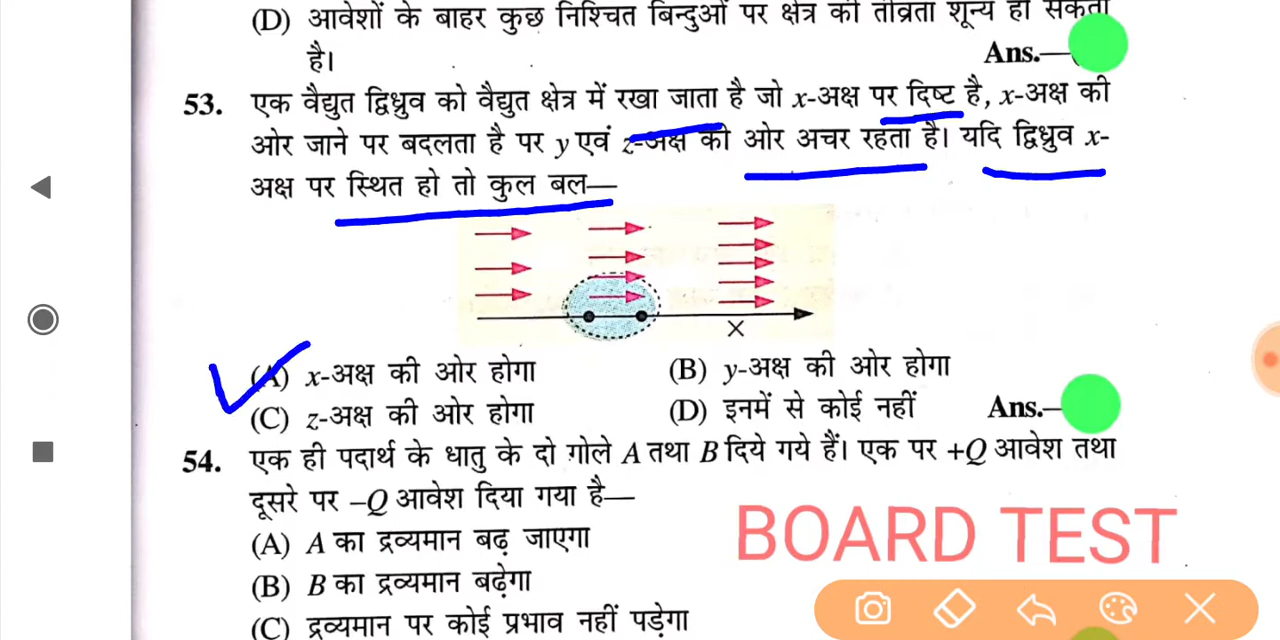 (D) आवेशों के बाहर कुछ निश्चित बिन्दुओं पर क्षेत्र की तीव्रता शून्य हो सकती
है।
Ans.—
53. एक वैद्युत द्विध्रुव को वैद्युत क्षेत्र में रखा जाता है जो x-अक्ष पर दिष्ट है, x-अक्ष की
ओर जाने पर बदलता है पर y एवं z-अक्ष की ओर अचर रहता है। यदि द्विध्रुव x-
अक्ष पर स्थित हो तो कुल बल—
X
(A) x-अक्ष की ओर होगा (B) y-अक्ष की ओर होगा
(C) z-अक्ष की ओर होगा (D) इनमें से कोई नहीं Ans.—
54. एक ही पदार्थ के धातु के दो गोले A तथा B दिये गये हैं। एक पर +Q आवेश तथा
दूसरे पर –Q आवेश दिया गया है—
(A) A का द्रव्यमान बढ़ जाएगा
(B) B का द्रव्यमान बढ़ेगा
(C) द्रव्यमान पर कोई प्रभाव नहीं पड़ेगा
BOARD TEST